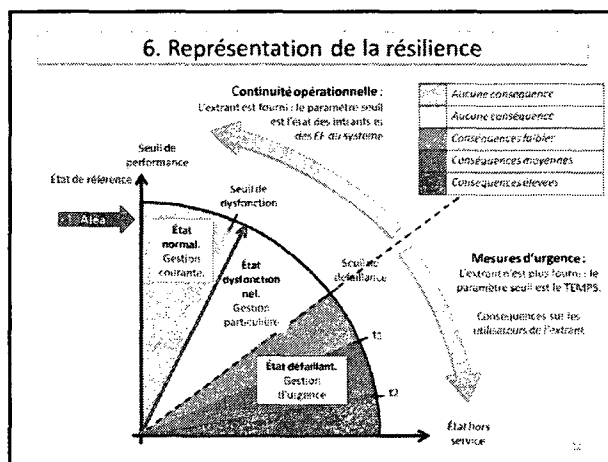 6. Représentation de la résilience
Continuité opérationnelle :
L'extrant est fourni : le paramètre seuil
est l'état des intrants et
des EF du système
Aucune conséquence
Aucune conséquence
Conséquences faibles
Conséquences moyennes
Conséquences élevées
Seuil de
performance
État de référence
Seuil de
dysfonction
Aléa
État
normal.
Gestion
courante.
État
dysfonction
nel.
Gestion
particulière
Seuil de
défaillance
Mesures d'urgence :
L'extrant n'est plus fourni : le
paramètre seuil est le TEMPS.
Conséquences sur les
utilisateurs de l'extrant
t1
État défaillant.
Gestion
d'urgence
t2
État hors
service